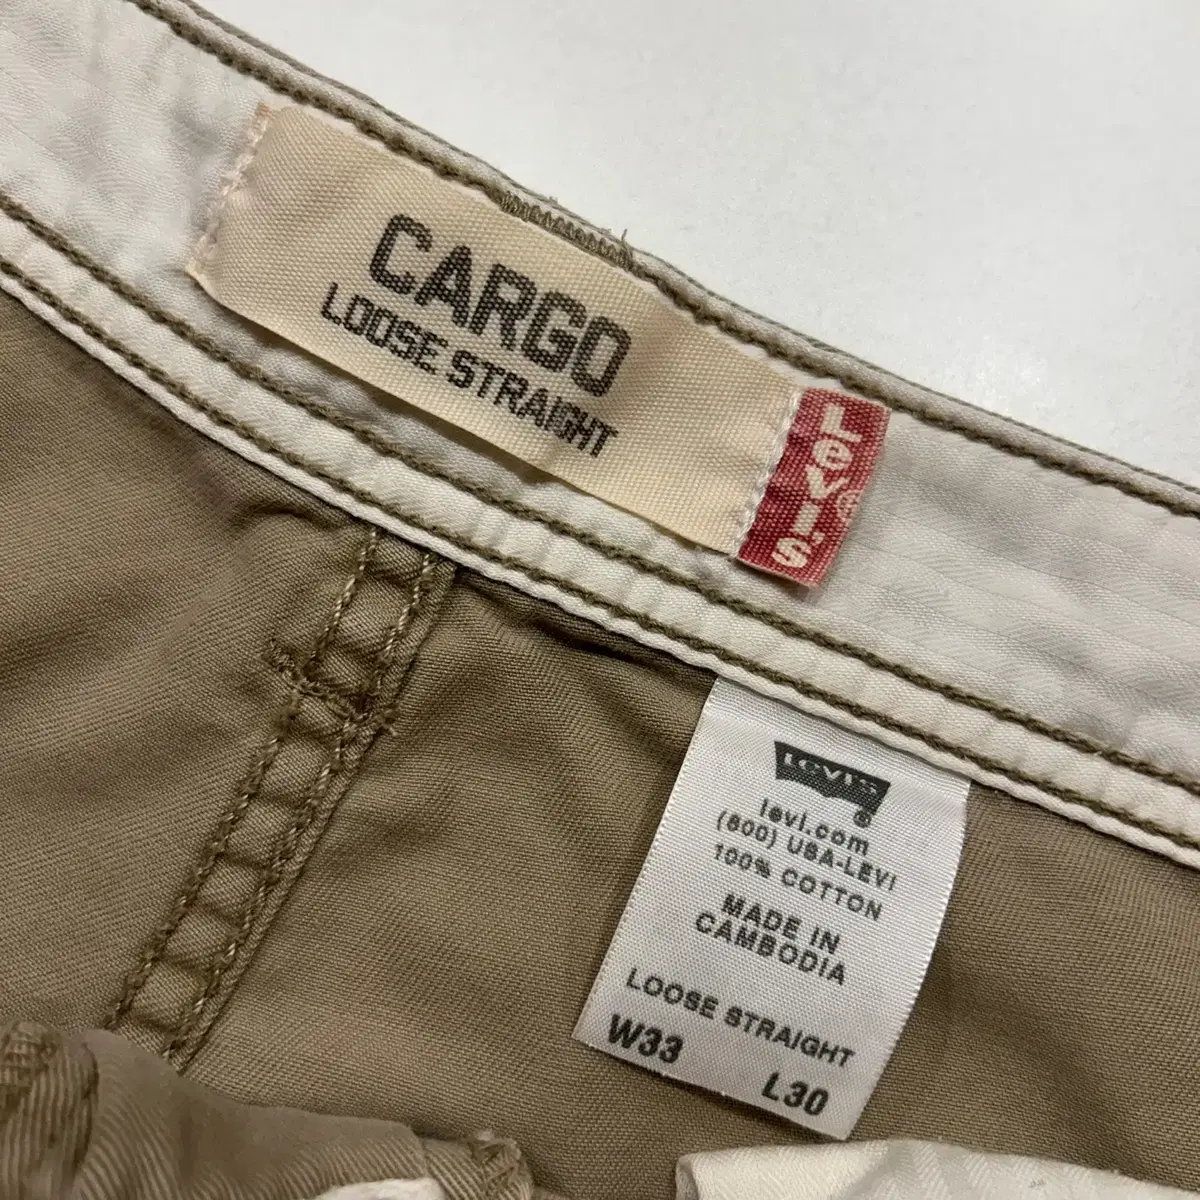 CARGO
LOOSE STRAIGHT
Levi's
®
Levi's
®
levi.com
(800) USA-LEVI
100% COTTON
MADE IN
CAMBODIA
LOOSE STRAIGHT
W33 L30